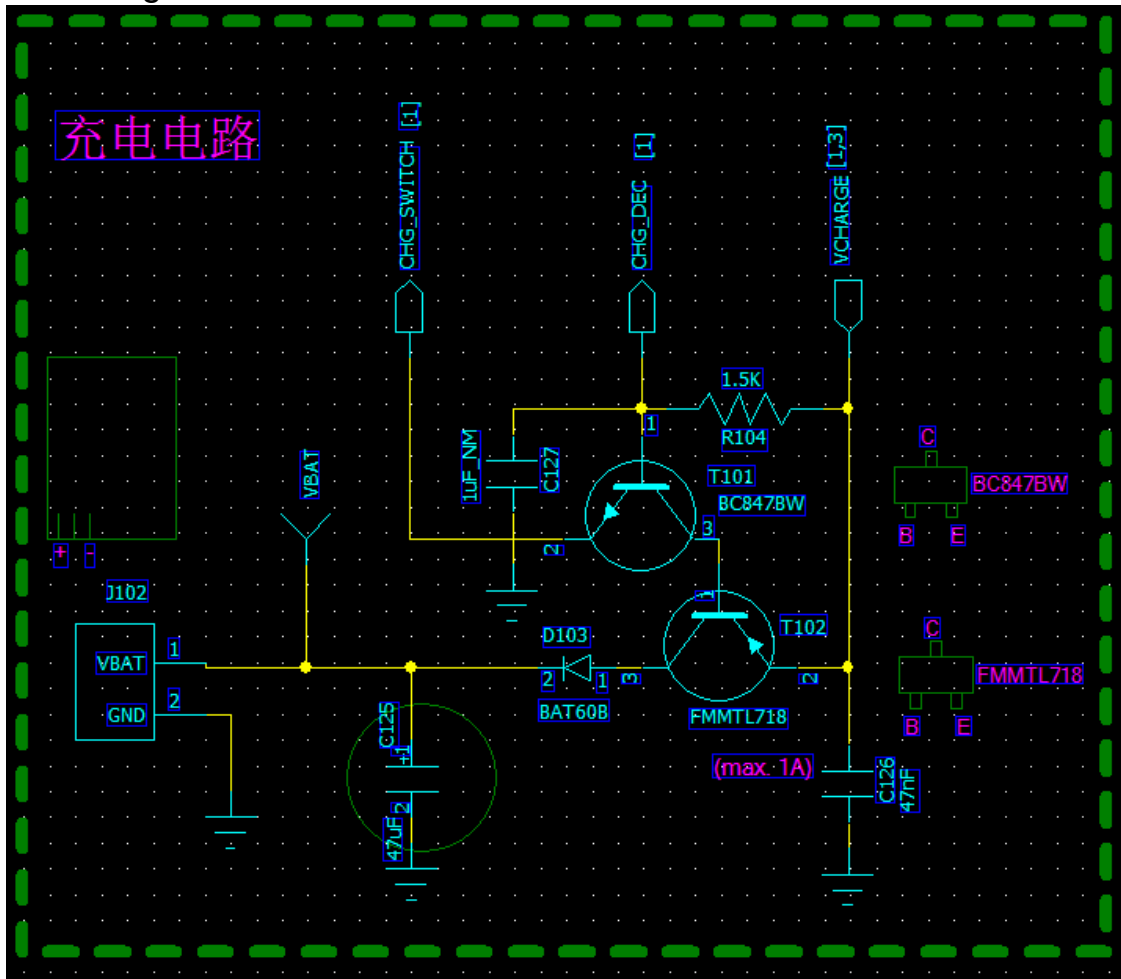 充电电路
CHG_SWITCH [1]
CHG_DEC [1]
VCHARGE [1,3]
1.5K
R104
1
1uF_NM
C127
T101
BC847BW
2
3
C
BC847BW
B
E
VBAT
+
-
J102
VBAT
1
GND
2
D103
2
1
BAT60B
1
T102
3
2
FMMTL718
(max. 1A)
C
FMMTL718
B
E
C125
+1
2
47uF
C126
47nF